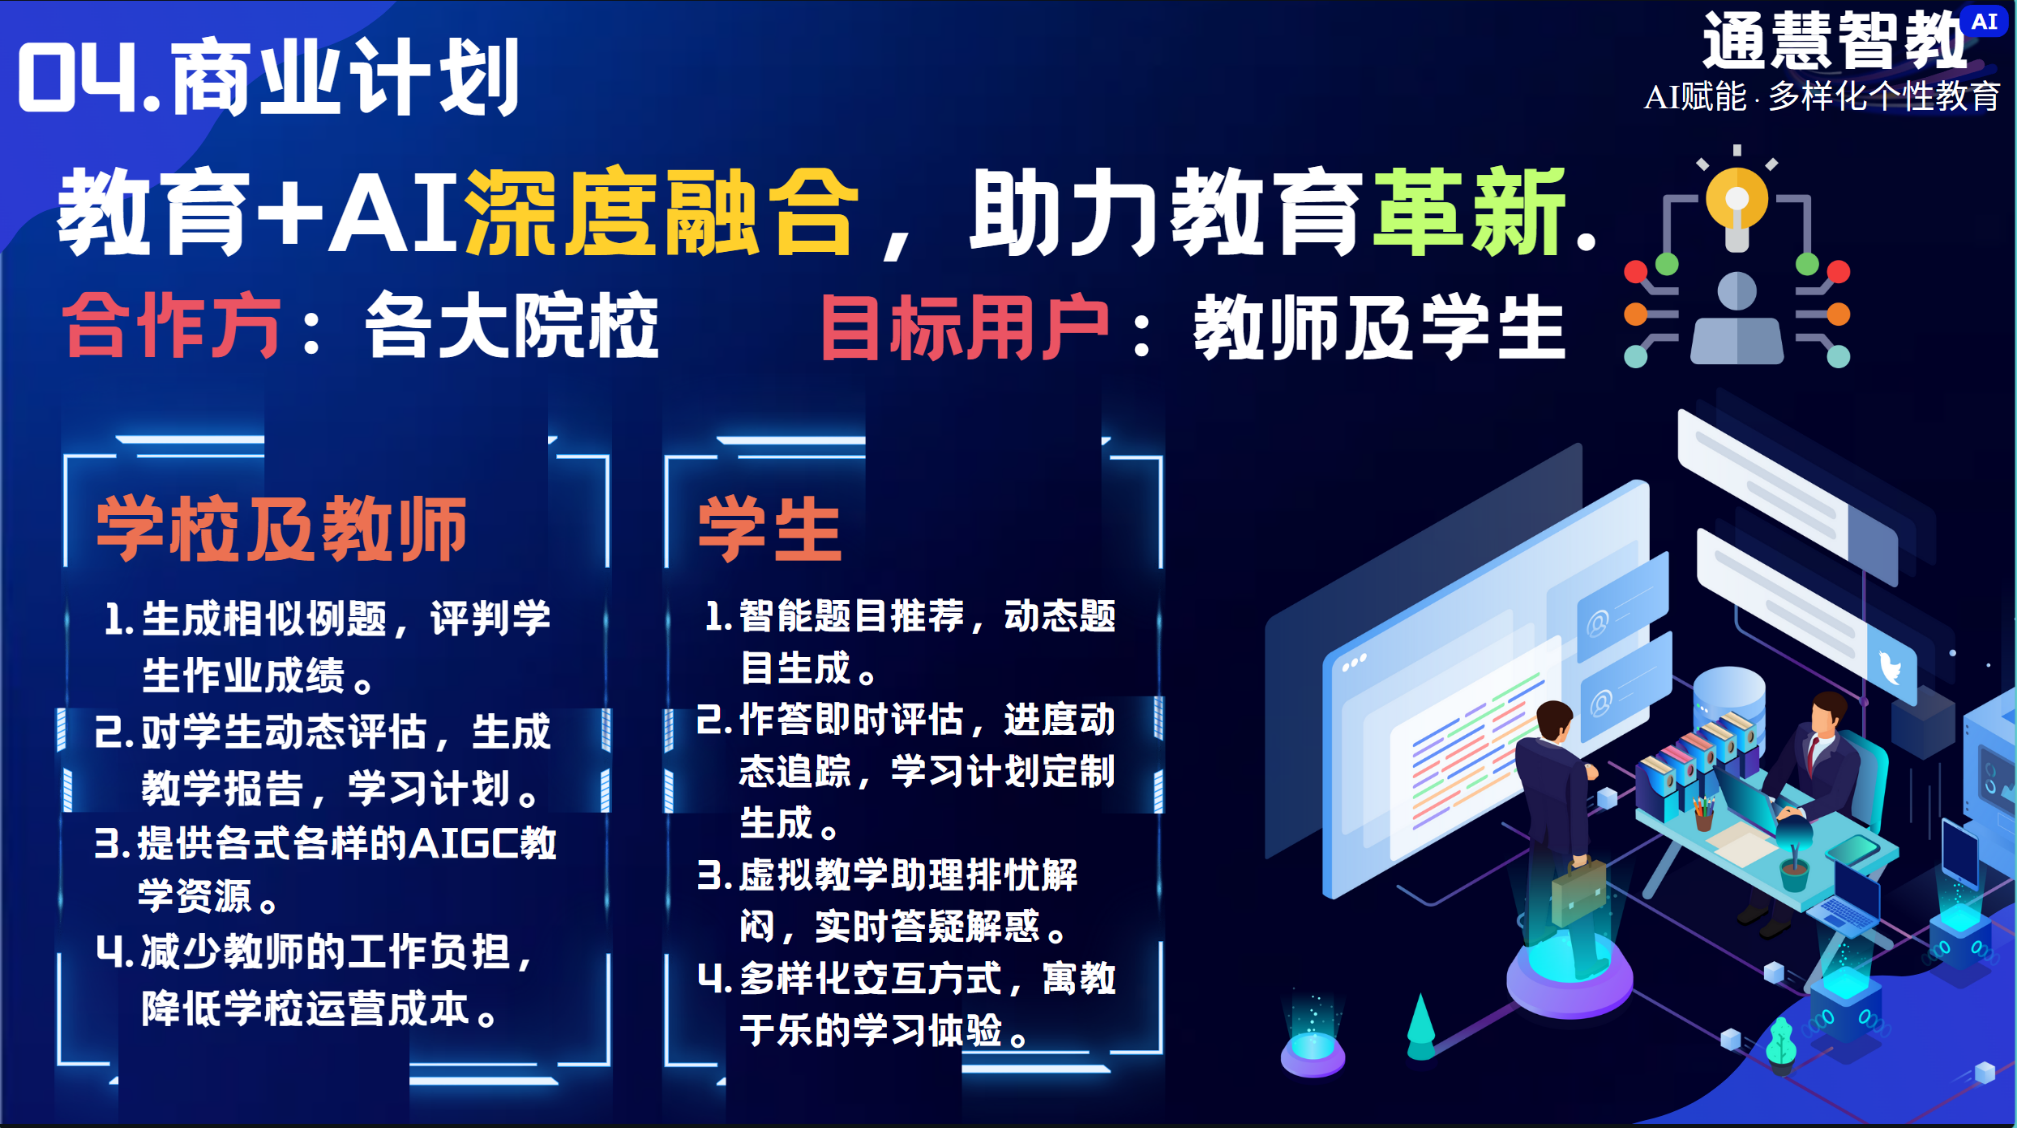 04.商业计划
通慧智教
AI
AI赋能·多样化个性教育
教育+AI深度融合，助力教育革新.
合作方：各大院校
目标用户：教师及学生
学校及教师
1.生成相似例题，评判学
生作业成绩。
2.对学生动态评估，生成
教学报告，学习计划。
3.提供各式各样的AIGC教
学资源。
4.减少教师的工作负担，
降低学校运营成本。
学生
1.智能题目推荐，动态题
目生成。
2.作答即时评估，进度动
态追踪，学习计划定制
生成。
3.虚拟教学助理排忧解
闷，实时答疑解惑。
4.多样化交互方式，寓教
于乐的学习体验。